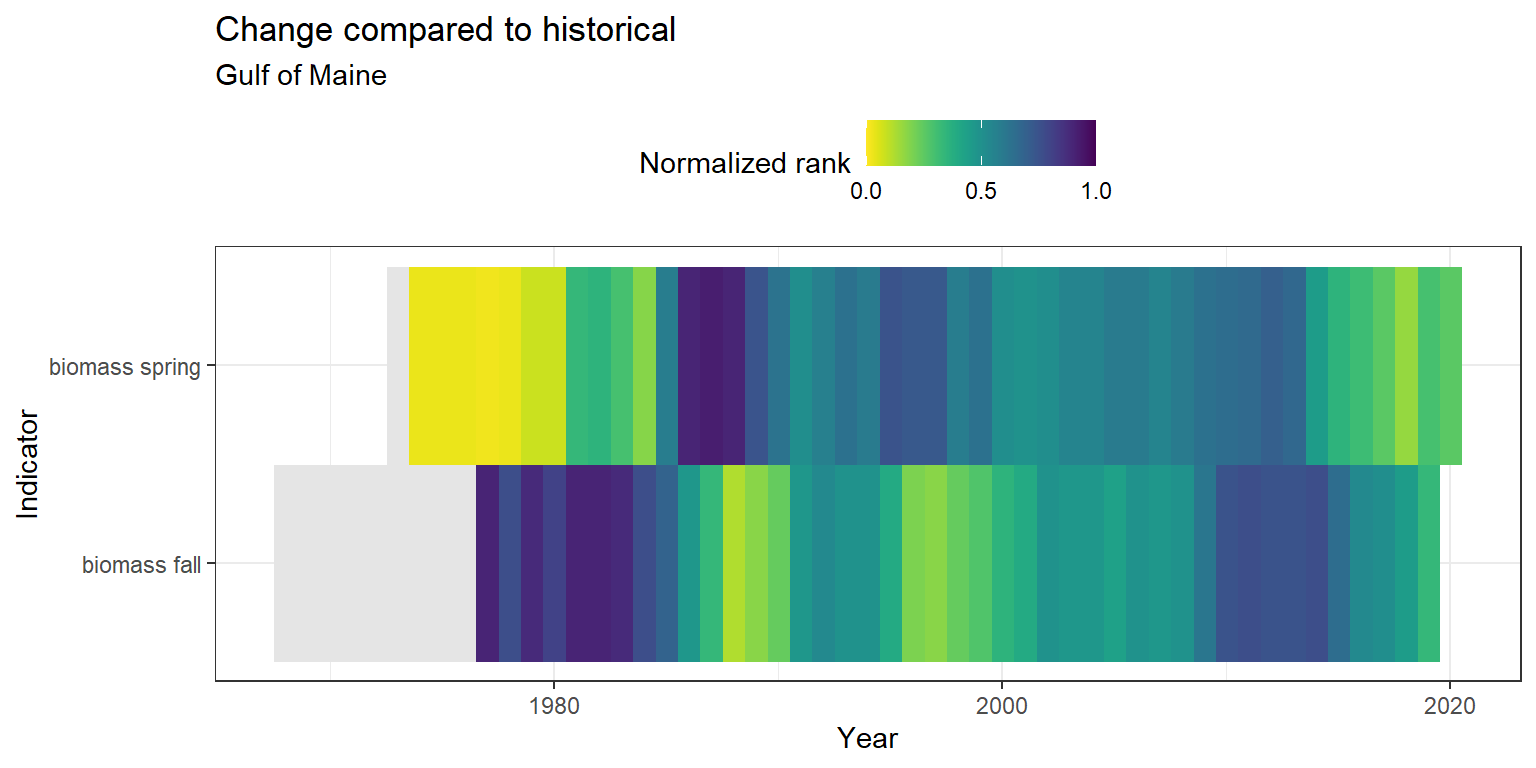 Change compared to historical
Gulf of Maine
Normalized rank
0.0 0.5 1.0
biomass spring
biomass fall
Indicator
1980 2000 2020
Year